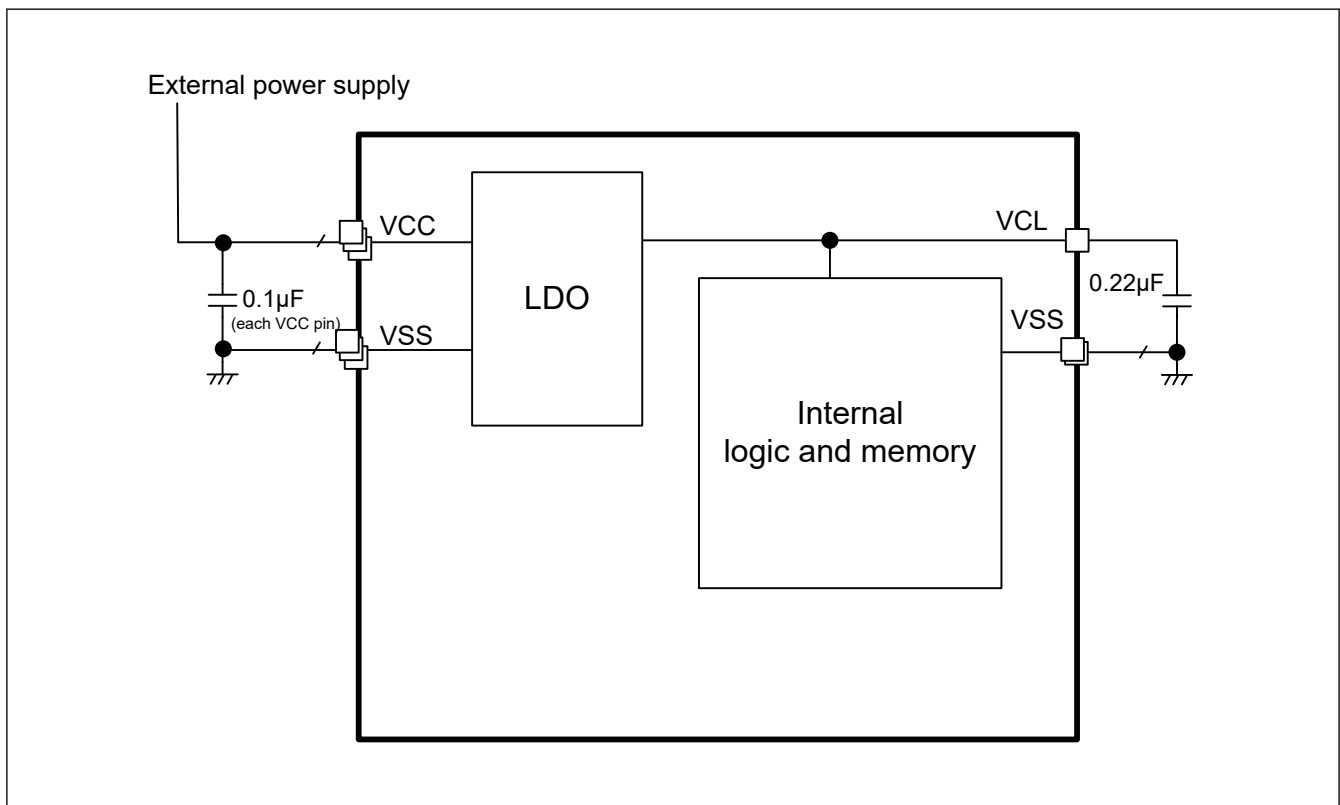 External power supply
VCC
VCL
LDO
0.22µF
0.1µF
(each VCC pin)
VSS
VSS
Internal
logic and memory